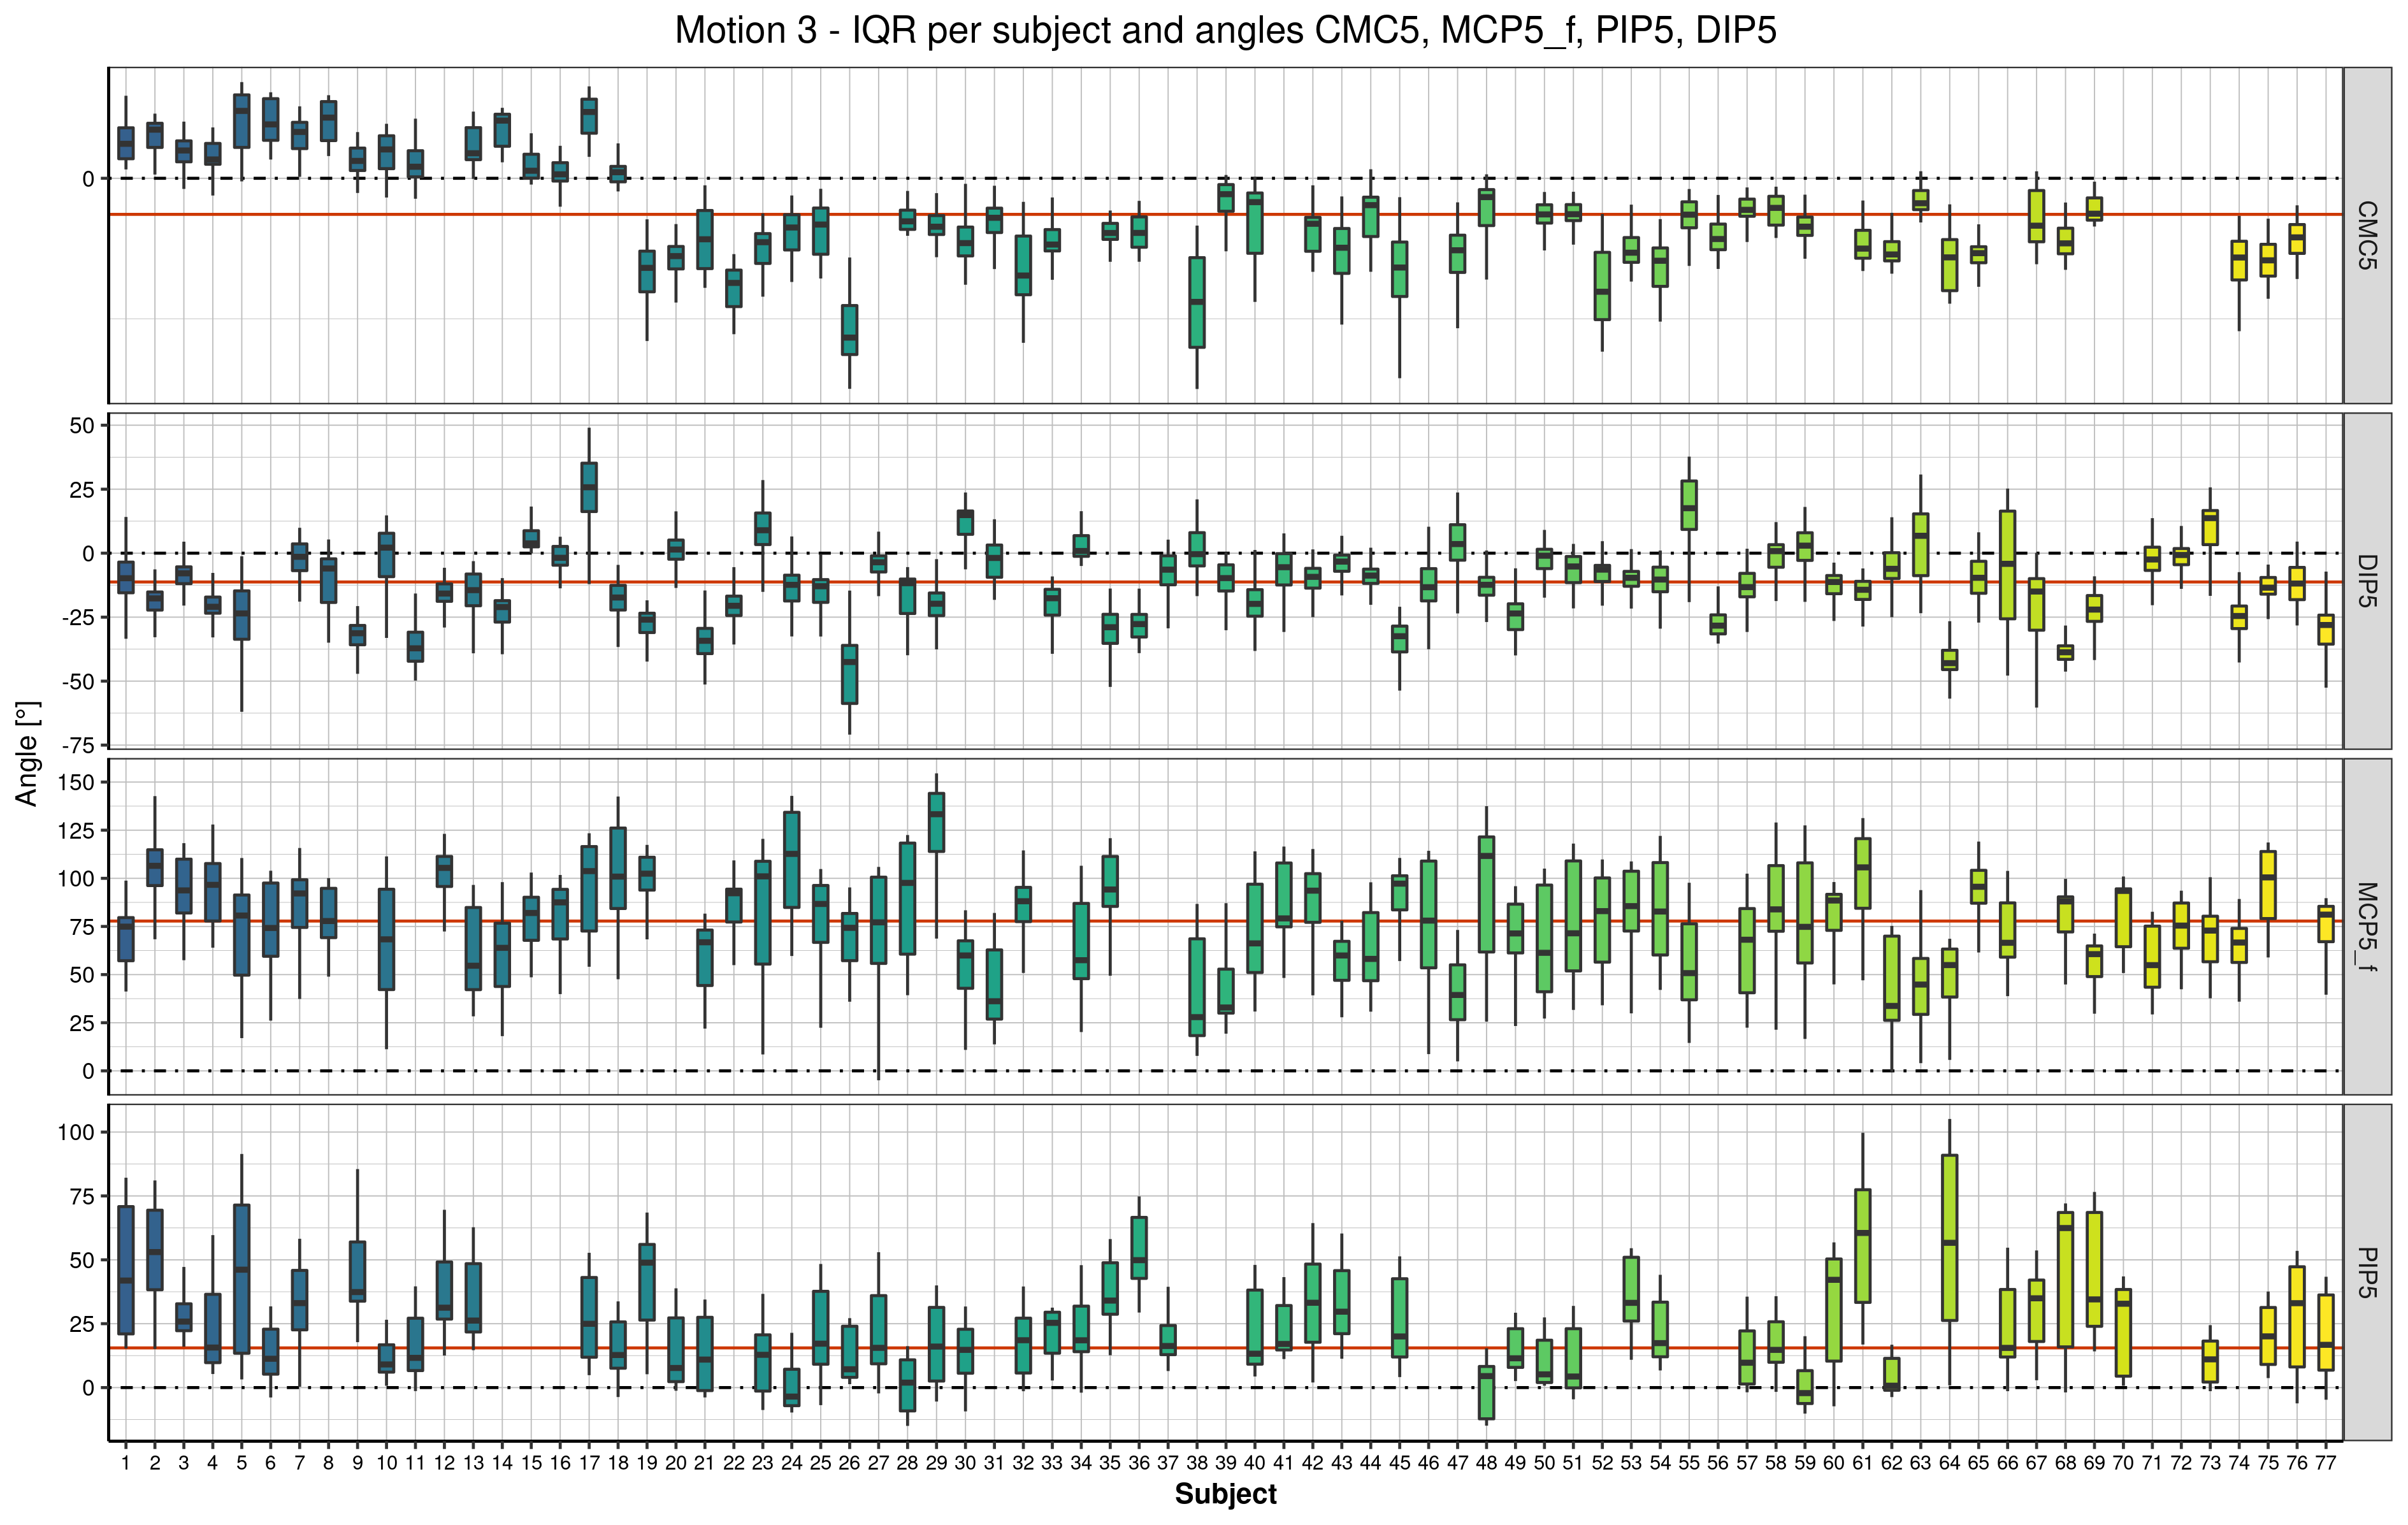 Motion 3 - IQR per subject and angles CMC5, MCP5_f, PIP5, DIP5
Angle [°]
0
CMC5
50
25
0
-25
-50
-75
DIP5
150
125
100
75
50
25
0
MCP5_f
100
75
50
25
0
PIP5
1 2 3 4 5 6 7 8 9 10 11 12 13 14 15 16 17 18 19 20 21 22 23 24 25 26 27 28 29 30 31 32 33 34 35 36 37 38 39 40 41 42 43 44 45 46 47 48 49 50 51 52 53 54 55 56 57 58 59 60 61 62 63 64 65 66 67 68 69 70 71 72 73 74 75 76 77
Subject